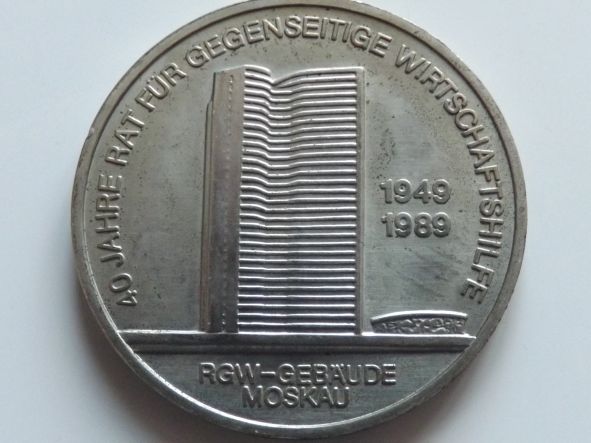 40 JAHRE RAT FÜR GEGENSEITIGE WIRTSCHAFTSHILFE
1949
1989
RGW-GEBÄUDE
MOSKAU